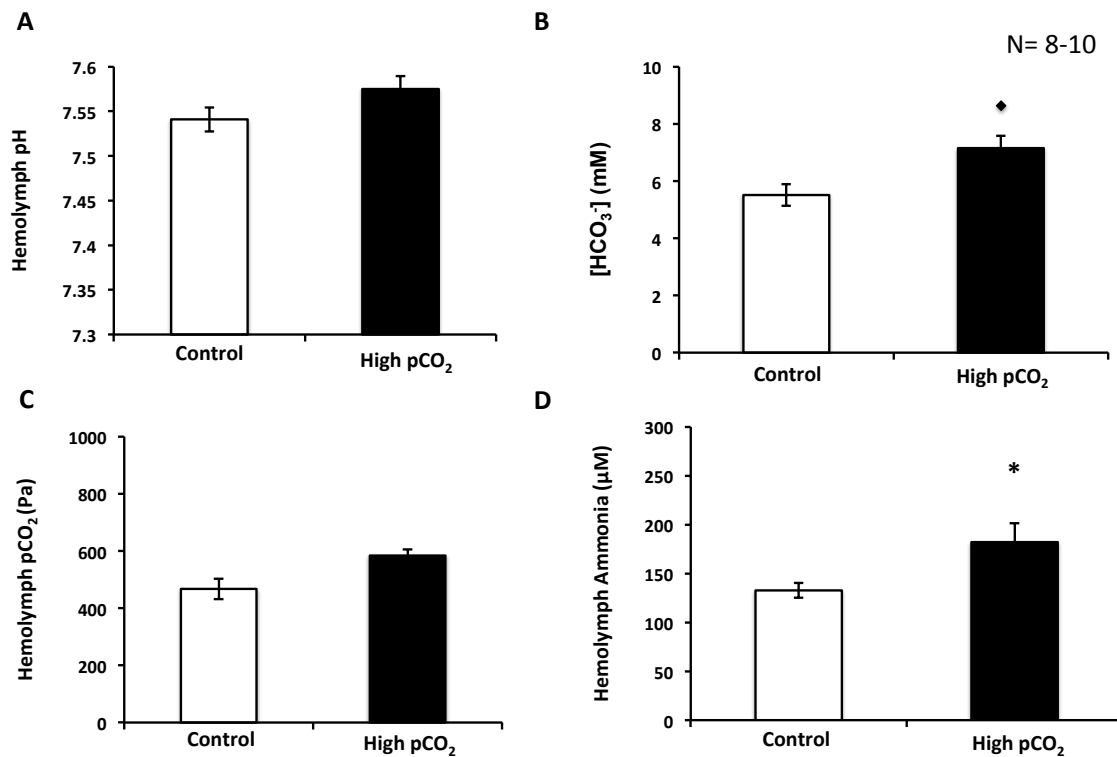 A
Hemolymph pH
7.6
7.55
7.5
7.45
7.4
7.35
7.3
Control
High pCO₂
B
N= 8-10
[HCO₃⁻] (mM)
10
8
6
4
2
0
◆
Control
High pCO₂
C
Hemolymph pCO₂ (Pa)
1000
800
600
400
200
0
Control
High pCO₂
D
Hemolymph Ammonia (µM)
300
250
200
150
100
50
0
*
Control
High pCO₂